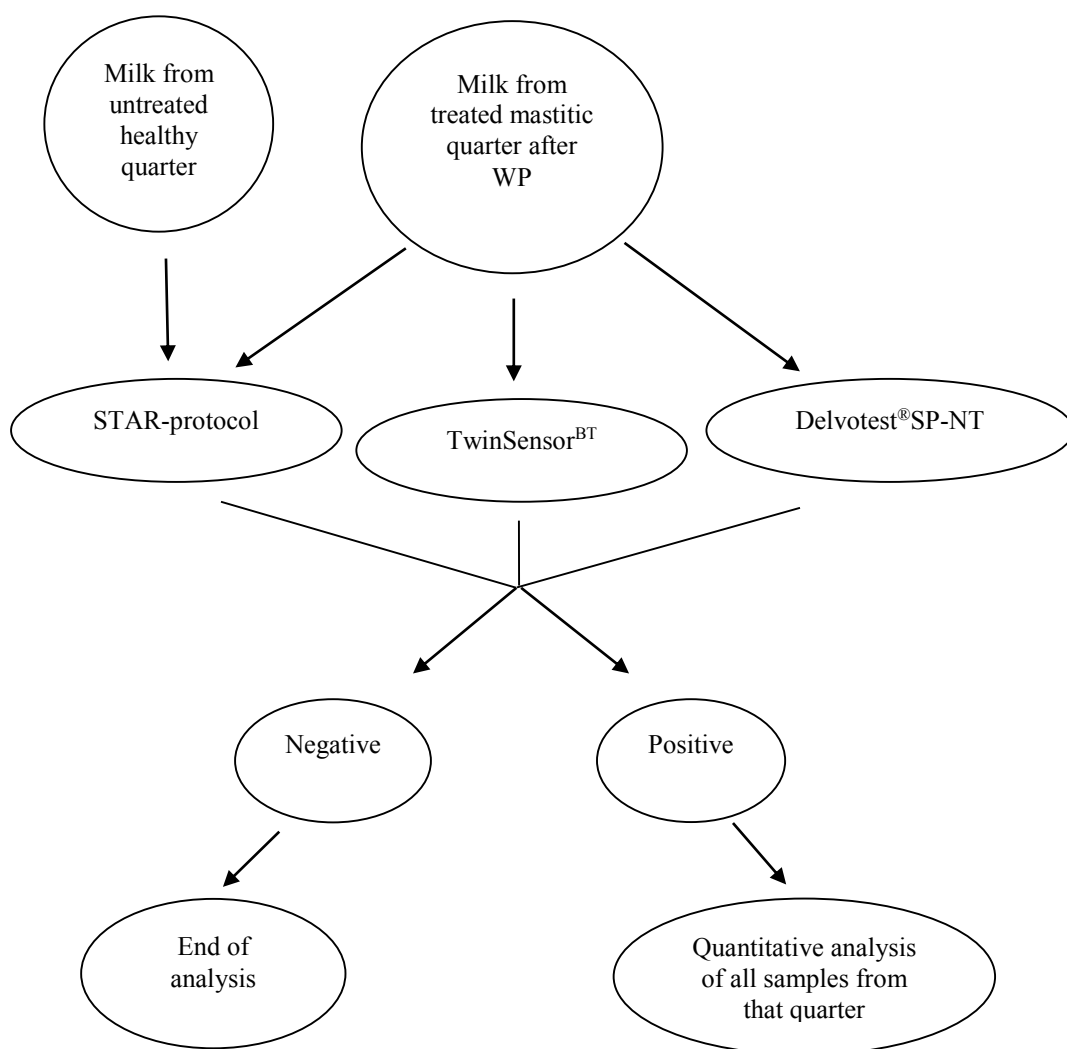 Milk from
untreated
healthy
quarter
Milk from
treated mastitic
quarter after
WP
STAR-protocol
TwinSensorᴮᵀ
Delvotest®SP-NT
Negative
Positive
End of
analysis
Quantitative analysis
of all samples from
that quarter